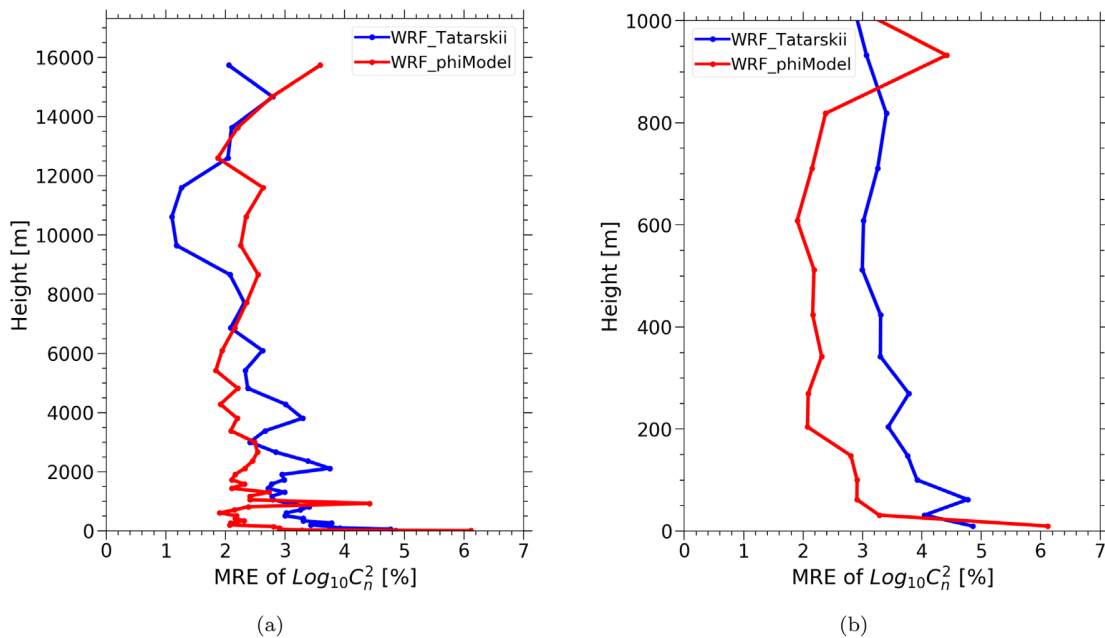 WRF_Tatarskii
WRF_phiModel
16000
14000
12000
10000
8000
6000
4000
2000
0
Height [m]
0 1 2 3 4 5 6 7
MRE of Log₁₀Cₙ² [%]
(a)
WRF_Tatarskii
WRF_phiModel
1000
800
600
400
200
0
Height [m]
0 1 2 3 4 5 6 7
MRE of Log₁₀Cₙ² [%]
(b)